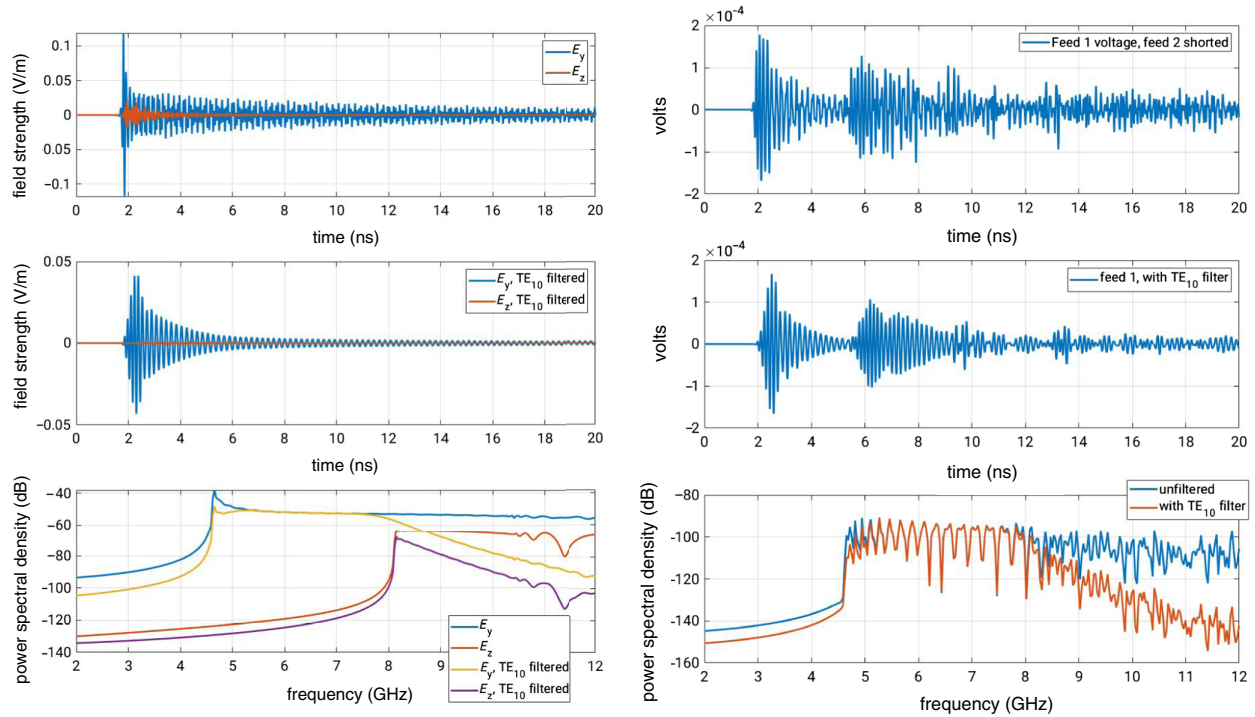 field strength (V/m)
0.1
0.05
0
−0.05
−0.1
E_y
E_z
0 2 4 6 8 10 12 14 16 18 20
time (ns)
volts
×10⁻⁴
2
1
0
−1
−2
Feed 1 voltage, feed 2 shorted
0 2 4 6 8 10 12 14 16 18 20
time (ns)
field strength (V/m)
0.05
0
−0.05
E_y, TE₁₀ filtered
E_z, TE₁₀ filtered
0 2 4 6 8 10 12 14 16 18 20
time (ns)
volts
×10⁻⁴
2
1
0
−1
−2
feed 1, with TE₁₀ filter
0 2 4 6 8 10 12 14 16 18 20
time (ns)
power spectral density (dB)
−40
−60
−80
−100
−120
−140
2 3 4 5 6 7 8 9 12
frequency (GHz)
E_y
E_z
E_y, TE₁₀ filtered
E_z, TE₁₀ filtered
power spectral density (dB)
−80
−100
−120
−140
−160
unfiltered
with TE₁₀ filter
2 3 4 5 6 7 8 9 10 11 12
frequency (GHz)